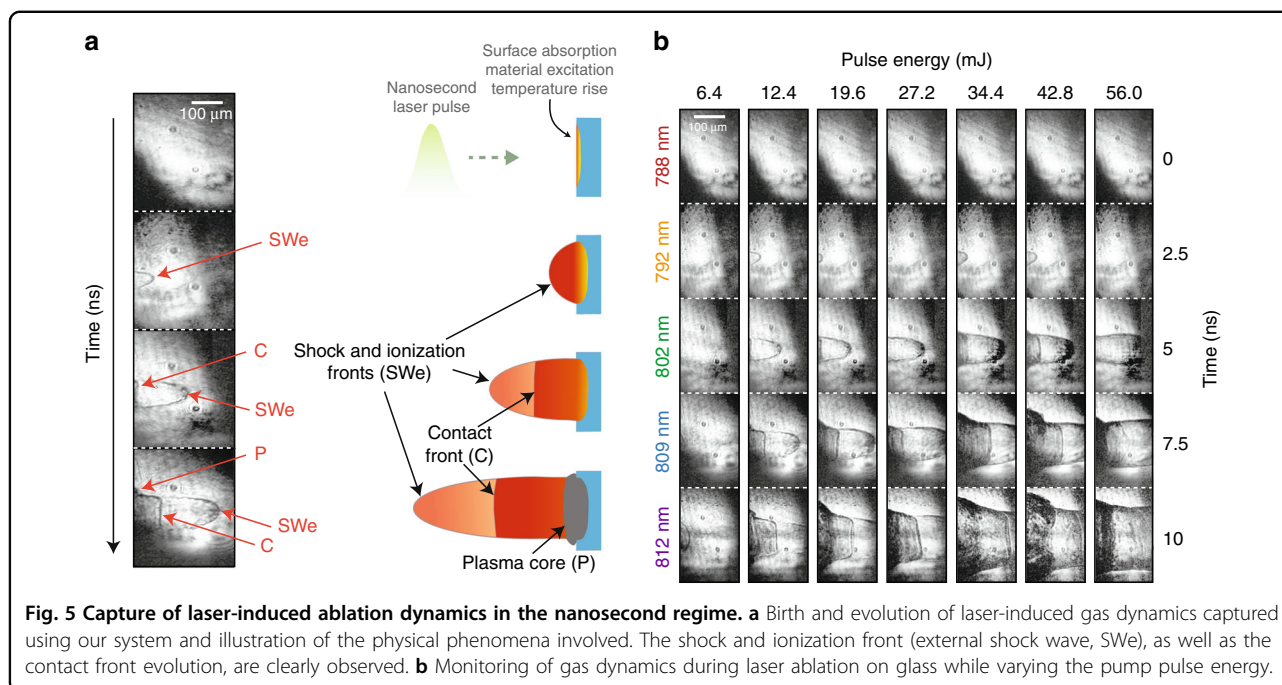 a
100 μm
Time (ns)
SWe
C
SWe
P
SWe
C
Nanosecond
laser pulse
Surface absorption
material excitation
temperature rise
Shock and ionization
fronts (SWe)
Contact
front (C)
Plasma core (P)
b
Pulse energy (mJ)
6.4 12.4 19.6 27.2 34.4 42.8 56.0
100 μm
788 nm 0
792 nm 2.5
802 nm 5
809 nm 7.5
812 nm 10
Time (ns)
Fig. 5 Capture of laser-induced ablation dynamics in the nanosecond regime. a Birth and evolution of laser-induced gas dynamics captured
using our system and illustration of the physical phenomena involved. The shock and ionization front (external shock wave, SWe), as well as the
contact front evolution, are clearly observed. b Monitoring of gas dynamics during laser ablation on glass while varying the pump pulse energy.